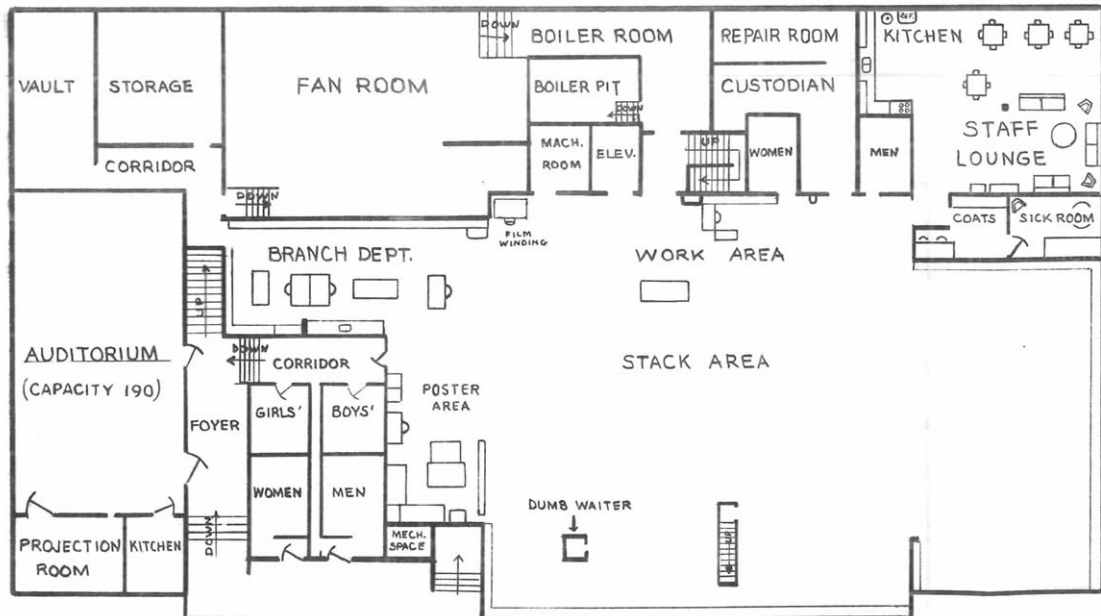 VAULT
STORAGE
CORRIDOR
FAN ROOM
DOWN
DOWN
BOILER ROOM
BOILER PIT
DOWN
MACH.
ROOM
ELEV.
REPAIR ROOM
CUSTODIAN
UP
WOMEN
MEN
REF.
KITCHEN
STAFF
LOUNGE
COATS
SICK ROOM
FILM
WINDING
BRANCH DEPT.
WORK AREA
UP
AUDITORIUM
(CAPACITY 190)
DOWN
CORRIDOR
FOYER
GIRLS'
BOYS'
POSTER
AREA
STACK AREA
WOMEN
MEN
DOWN
PROJECTION
ROOM
KITCHEN
MECH.
SPACE
DUMB WAITER
UP